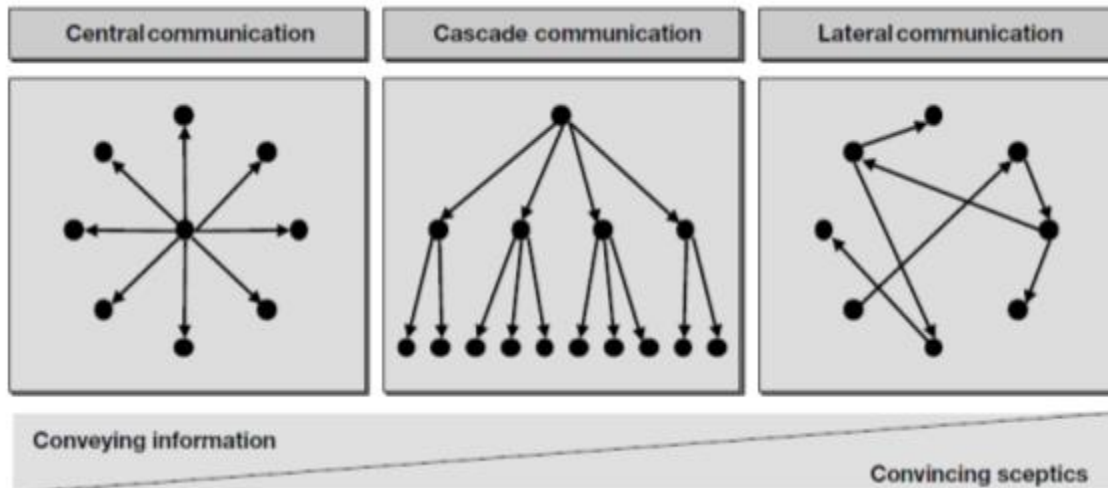 Central communication
Cascade communication
Lateral communication
Conveying information
Convincing sceptics